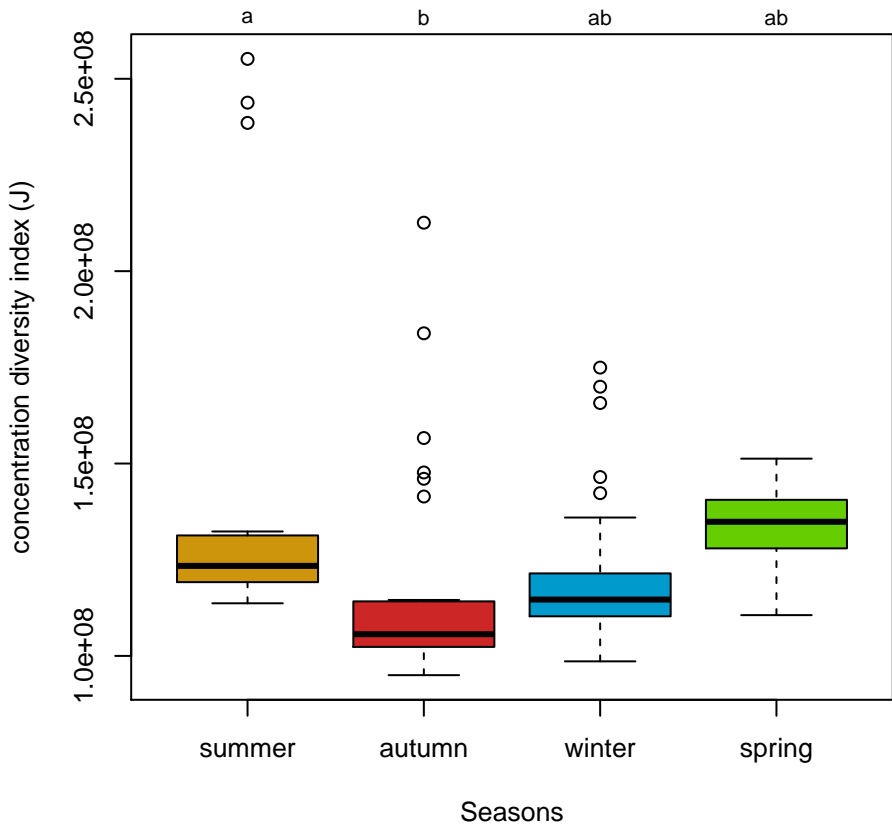 a b ab ab
2.5e+08
2.0e+08
1.5e+08
1.0e+08
concentration diversity index (J)
summer autumn winter spring
Seasons